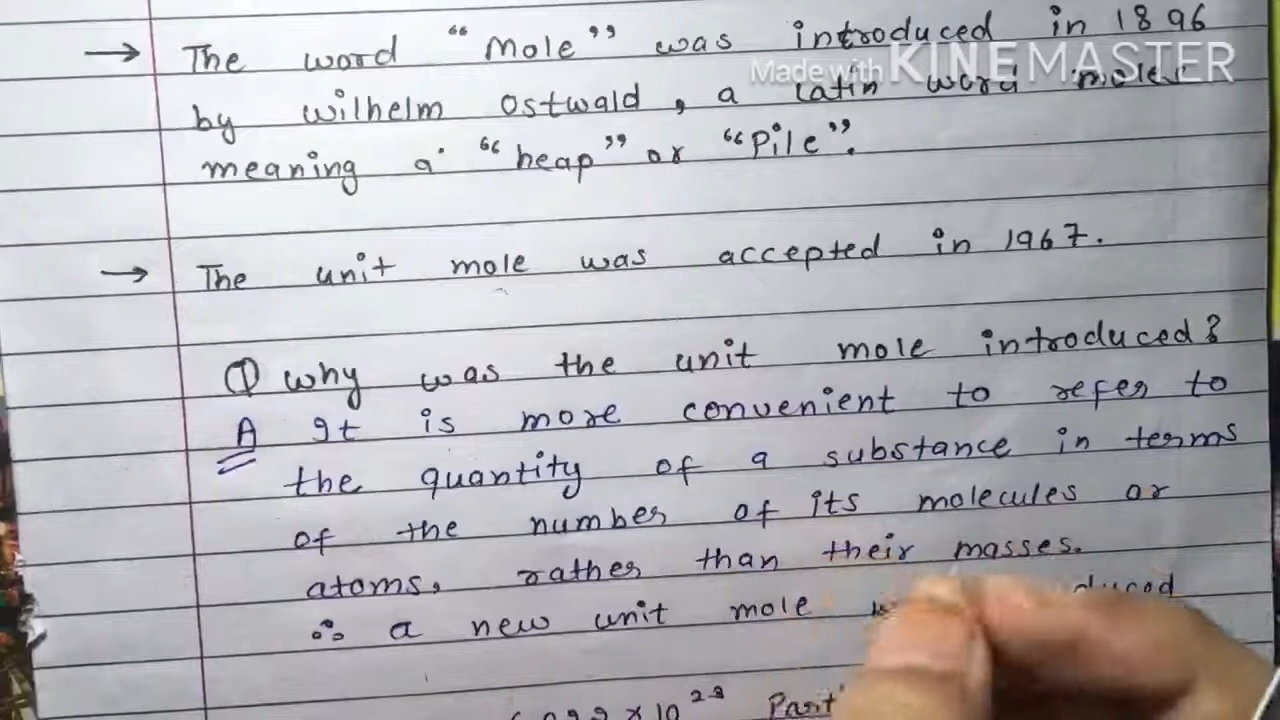 → The word "Mole" was introduced in 1896
Made with KINEMASTER
by Wilhelm Ostwald, a Latin word moles
meaning a "heap" or "Pile".
→ The unit mole was accepted in 1967.
Q why was the unit mole introduced?
A It is more convenient to refer to
the quantity of a substance in terms
of the number of its molecules or
atoms, rather than their masses.
∴ a new unit mole
× 10²³